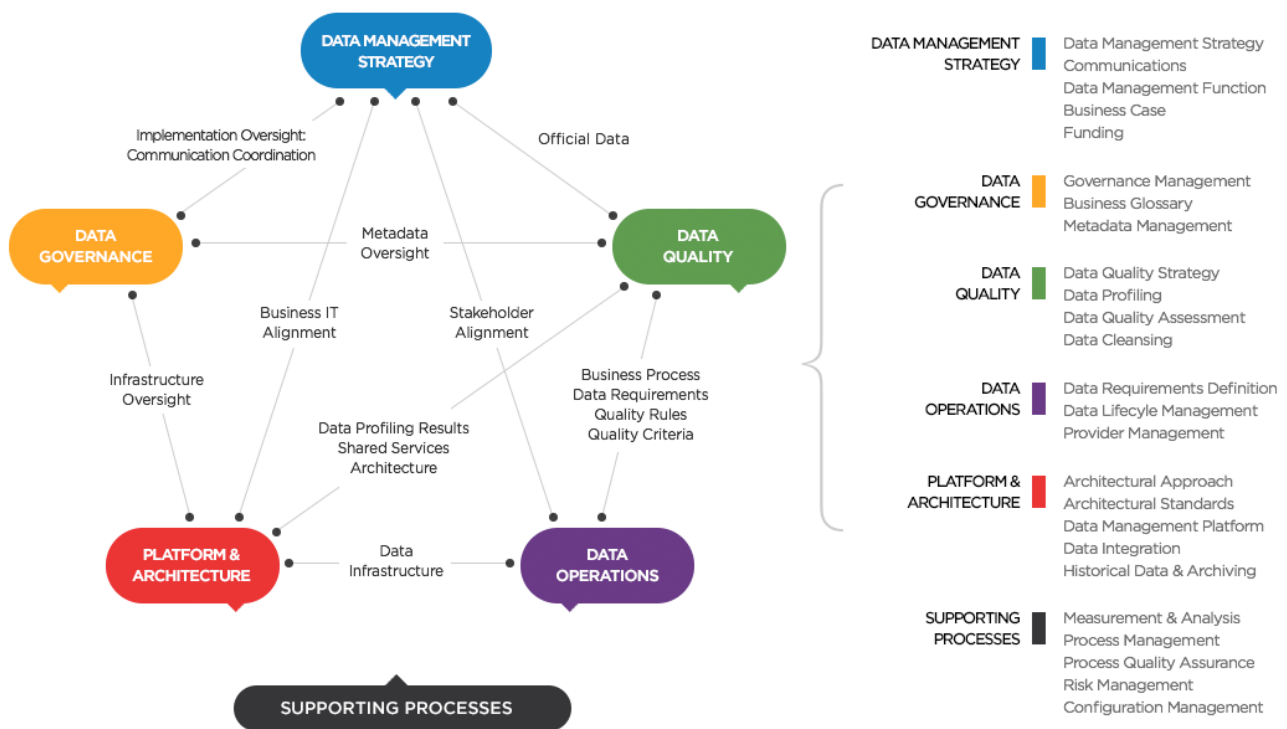 DATA MANAGEMENT
STRATEGY
Implementation Oversight:
Communication Coordination
Official Data
DATA
GOVERNANCE
Metadata
Oversight
DATA
QUALITY
Business IT
Alignment
Stakeholder
Alignment
Infrastructure
Oversight
Business Process
Data Requirements
Quality Rules
Quality Criteria
Data Profiling Results
Shared Services
Architecture
PLATFORM &
ARCHITECTURE
Data
Infrastructure
DATA
OPERATIONS
SUPPORTING PROCESSES
DATA MANAGEMENT
STRATEGY
Data Management Strategy
Communications
Data Management Function
Business Case
Funding
DATA
GOVERNANCE
Governance Management
Business Glossary
Metadata Management
DATA
QUALITY
Data Quality Strategy
Data Profiling
Data Quality Assessment
Data Cleansing
DATA
OPERATIONS
Data Requirements Definition
Data Lifecyle Management
Provider Management
PLATFORM &
ARCHITECTURE
Architectural Approach
Architectural Standards
Data Management Platform
Data Integration
Historical Data & Archiving
SUPPORTING
PROCESSES
Measurement & Analysis
Process Management
Process Quality Assurance
Risk Management
Configuration Management